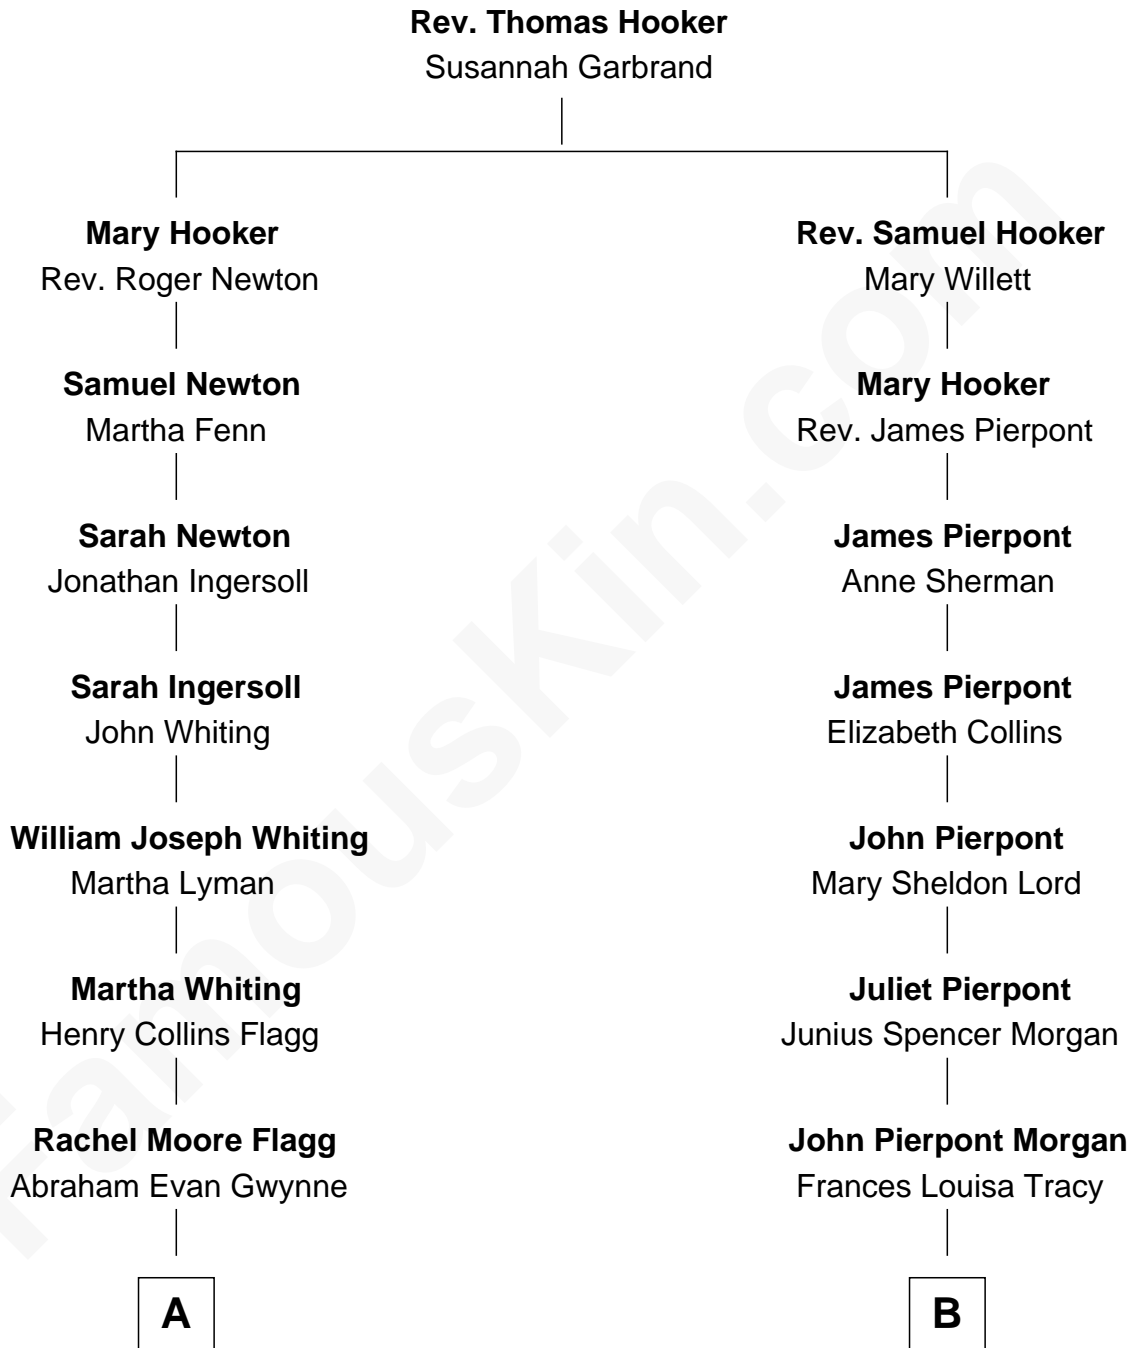 Rev. Thomas Hooker
Susannah Garbrand
Mary Hooker
Rev. Roger Newton
Samuel Newton
Martha Fenn
Sarah Newton
Jonathan Ingersoll
Sarah Ingersoll
John Whiting
William Joseph Whiting
Martha Lyman
Martha Whiting
Henry Collins Flagg
Rachel Moore Flagg
Abraham Evan Gwynne
A
Rev. Samuel Hooker
Mary Willett
Mary Hooker
Rev. James Pierpont
James Pierpont
Anne Sherman
James Pierpont
Elizabeth Collins
John Pierpont
Mary Sheldon Lord
Juliet Pierpont
Junius Spencer Morgan
John Pierpont Morgan
Frances Louisa Tracy
B
FamousKin.com